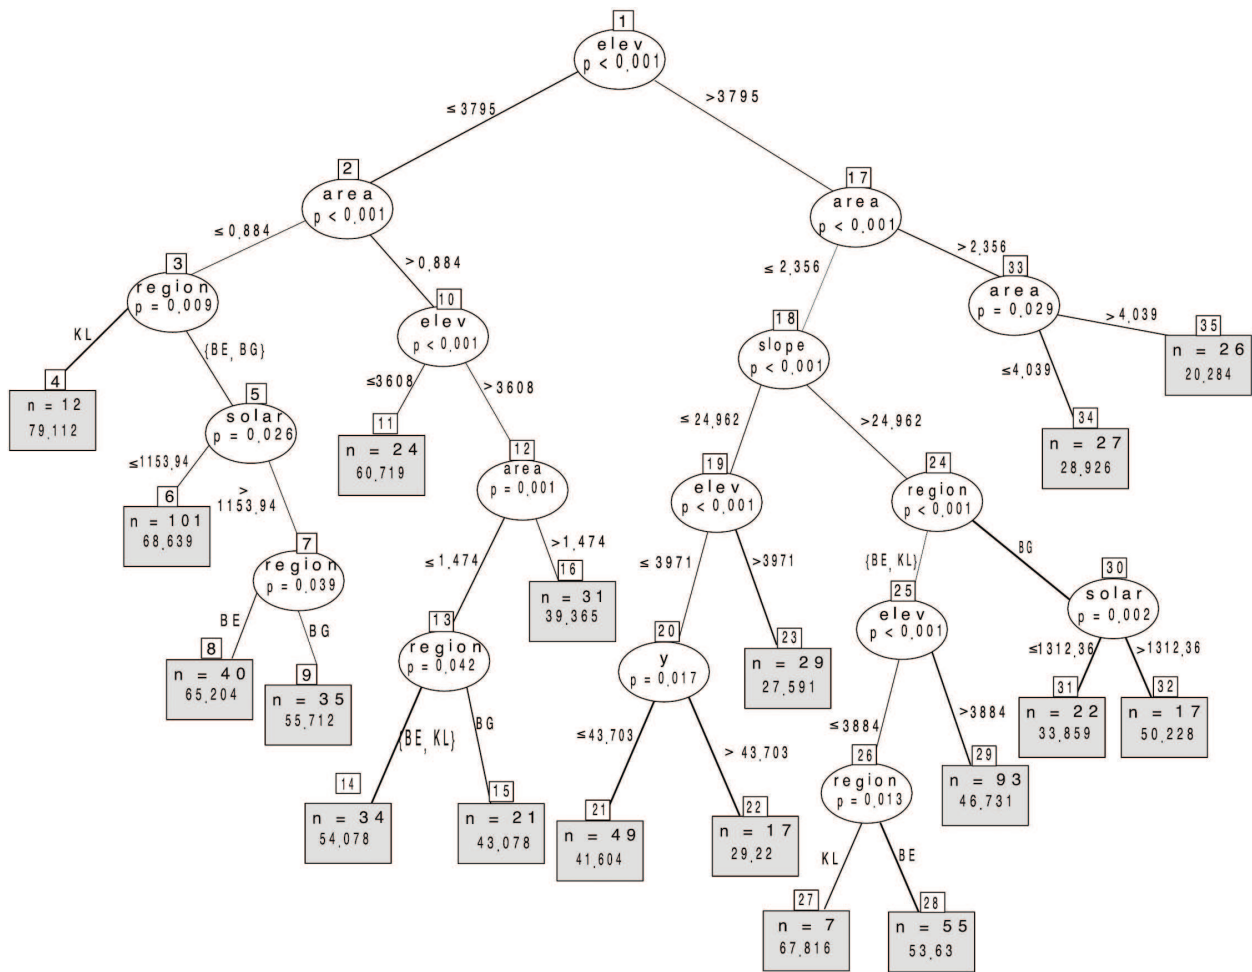 1
elev
p < 0.001
≤ 3795
>3795
2
area
p < 0.001
17
area
p < 0.001
≤ 0.884
>0.884
≤ 2.356
>2.356
3
region
p = 0.009
10
elev
p < 0.001
18
slope
p < 0.001
33
area
p = 0.029
KL
{BE, BG}
≤3608
>3608
≤ 24.962
>24.962
≤4.039
>4.039
35
n = 26
20.284
4
n = 12
79.112
5
solar
p = 0.026
11
n = 24
60.719
12
area
p = 0.001
19
elev
p < 0.001
24
region
p < 0.001
34
n = 27
28.926
≤1153.94
>
1153.94
≤ 1.474
>1.474
≤ 3971
>3971
{BE, KL}
BG
6
n = 101
68.639
7
region
p = 0.039
16
n = 31
39.365
25
elev
p < 0.001
30
solar
p = 0.002
BE
BG
13
region
p = 0.042
20
y
p = 0.017
23
n = 29
27.591
≤1312.36
>1312.36
8
n = 40
65.204
9
n = 35
55.712
{BE, KL}
BG
≤43.703
> 43.703
≤3884
>3884
31
n = 22
33.859
32
n = 17
50.228
14
n = 34
54.078
15
n = 21
43.078
21
n = 49
41.604
22
n = 17
29.22
26
region
p = 0.013
29
n = 93
46.731
KL
BE
27
n = 7
67.816
28
n = 55
53.63